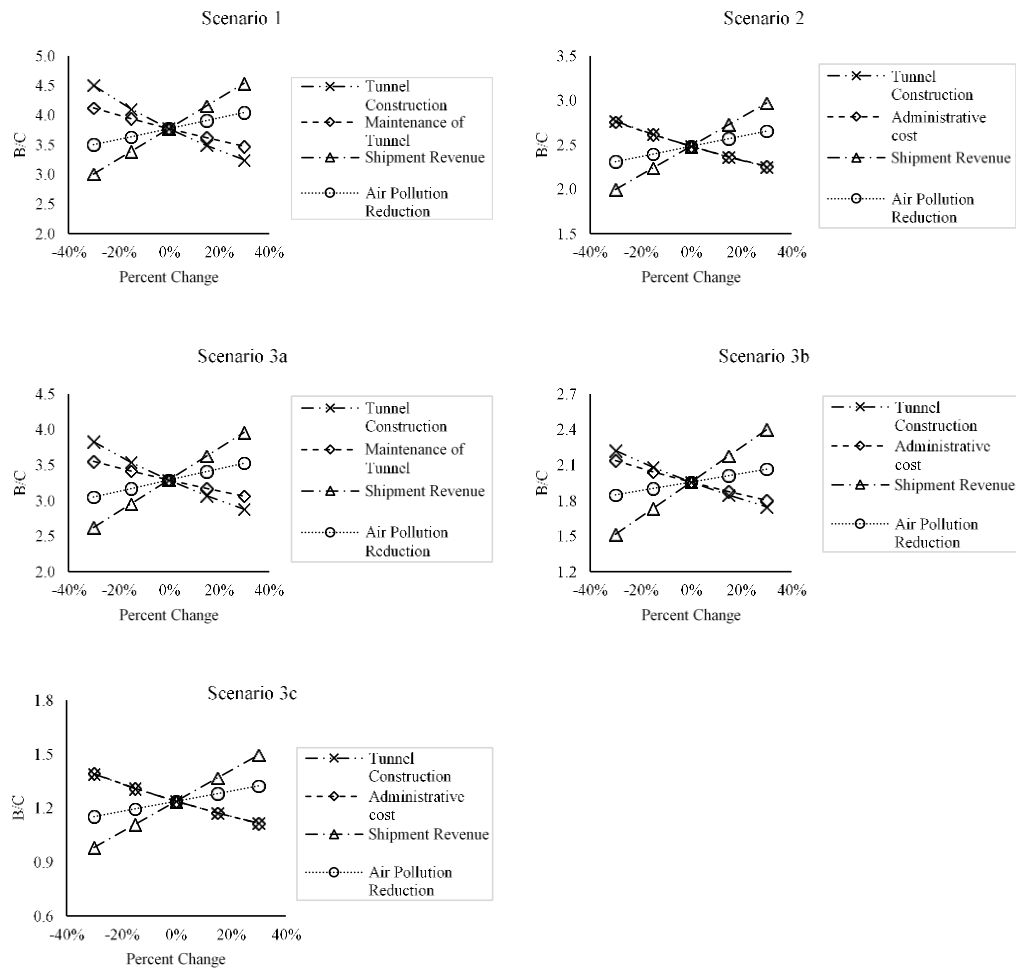 Scenario 1
5.0
4.5
4.0
3.5
3.0
2.5
2.0
B/C
-40% -20% 0% 20% 40%
Percent Change
Tunnel
Construction
Maintenance of
Tunnel
Shipment Revenue
Air Pollution
Reduction
Scenario 2
3.5
3.0
2.5
2.0
1.5
B/C
-40% -20% 0% 20% 40%
Percent Change
Tunnel
Construction
Administrative
cost
Shipment Revenue
Air Pollution
Reduction
Scenario 3a
4.5
4.0
3.5
3.0
2.5
2.0
B/C
-40% -20% 0% 20% 40%
Percent Change
Tunnel
Construction
Maintenance of
Tunnel
Shipment Revenue
Air Pollution
Reduction
Scenario 3b
2.7
2.4
2.1
1.8
1.5
1.2
B/C
-40% -20% 0% 20% 40%
Percent Change
Tunnel
Construction
Administrative
cost
Shipment Revenue
Air Pollution
Reduction
Scenario 3c
1.8
1.5
1.2
0.9
0.6
B/C
-40% -20% 0% 20% 40%
Percent Change
Tunnel
Construction
Administrative
cost
Shipment Revenue
Air Pollution
Reduction